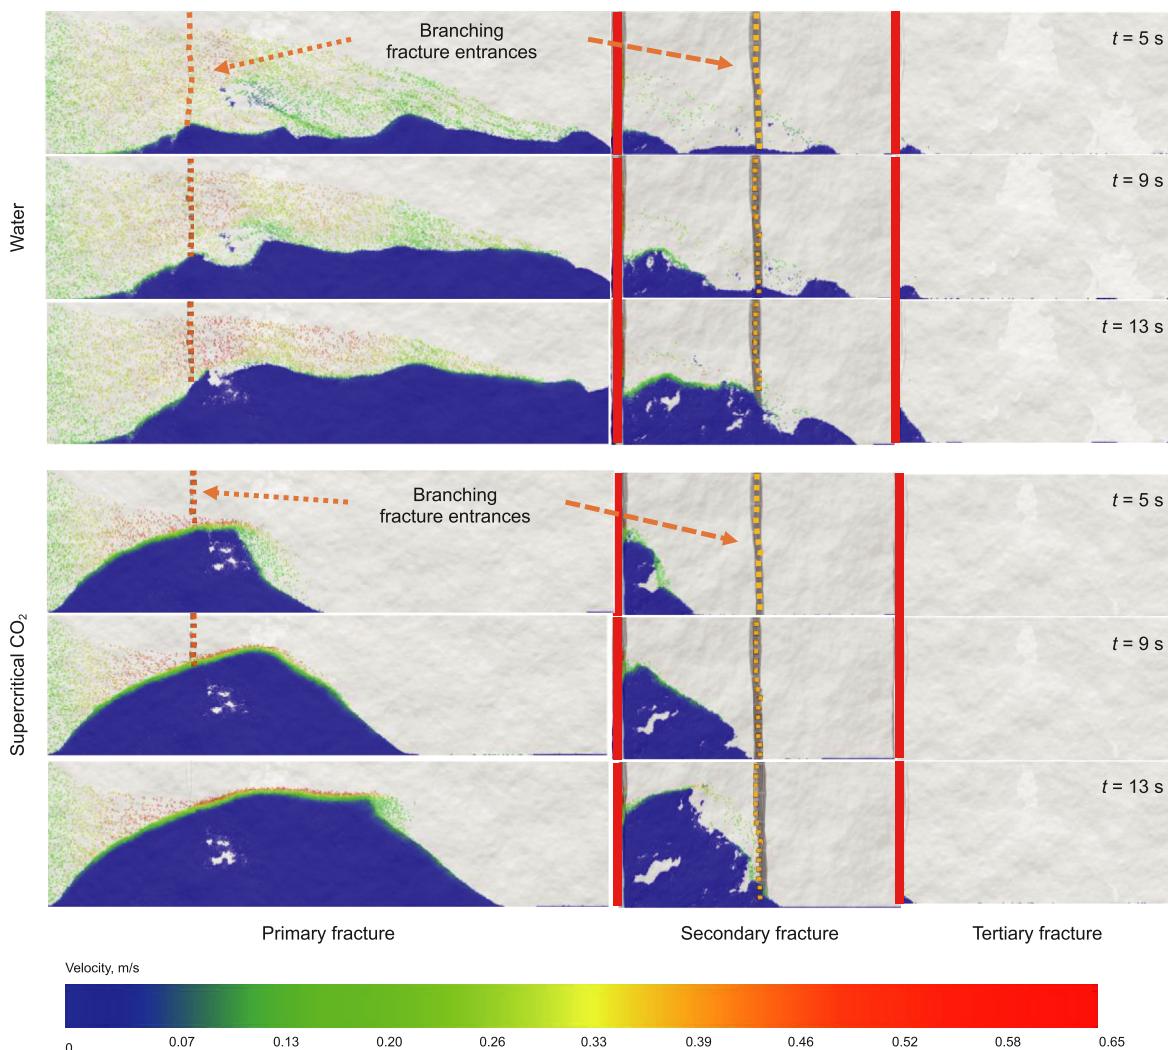 Branching
fracture entrances
t = 5 s
t = 9 s
t = 13 s
Water
Branching
fracture entrances
t = 5 s
t = 9 s
t = 13 s
Supercritical CO₂
Primary fracture
Secondary fracture
Tertiary fracture
Velocity, m/s
0 0.07 0.13 0.20 0.26 0.33 0.39 0.46 0.52 0.58 0.65